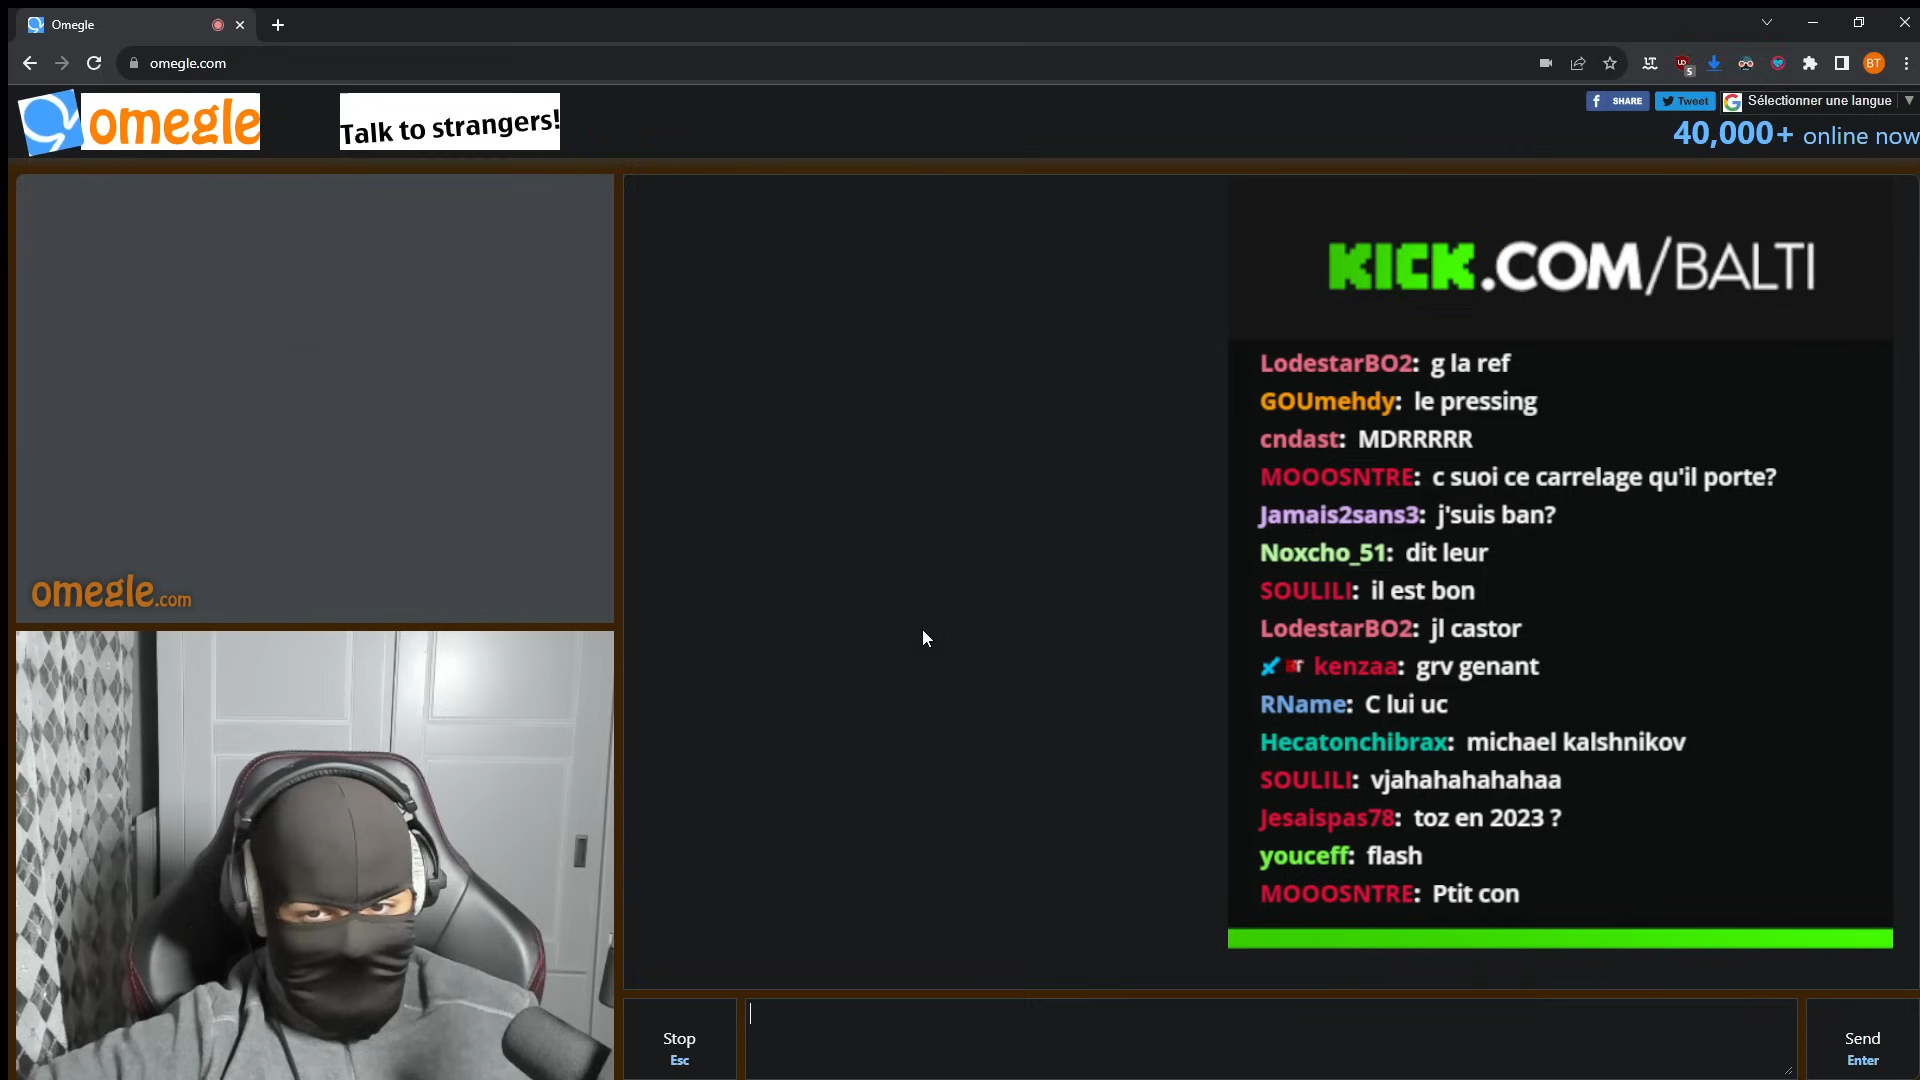 Omegle
omegle.com
BT
5
omegle
Talk to strangers!
SHARE
Tweet
Sélectionner une langue
40,000+ online now
KICK.COM/BALTI
LodestarBO2: g la ref
GOUmehdy: le pressing
cndast: MDRRRRR
MOOOSNTRE: c suoi ce carrelage qu'il porte?
Jamais2sans3: j'suis ban?
Noxcho_51: dit leur
SOULILI: il est bon
LodestarBO2: jl castor
kenzaa: grv genant
RName: C lui uc
Hecatonchibrax: michael kalshnikov
SOULILI: vjahahahahahaa
Jesaispas78: toz en 2023 ?
youceff: flash
MOOOSNTRE: Ptit con
omegle.com
Stop
Esc
Send
Enter